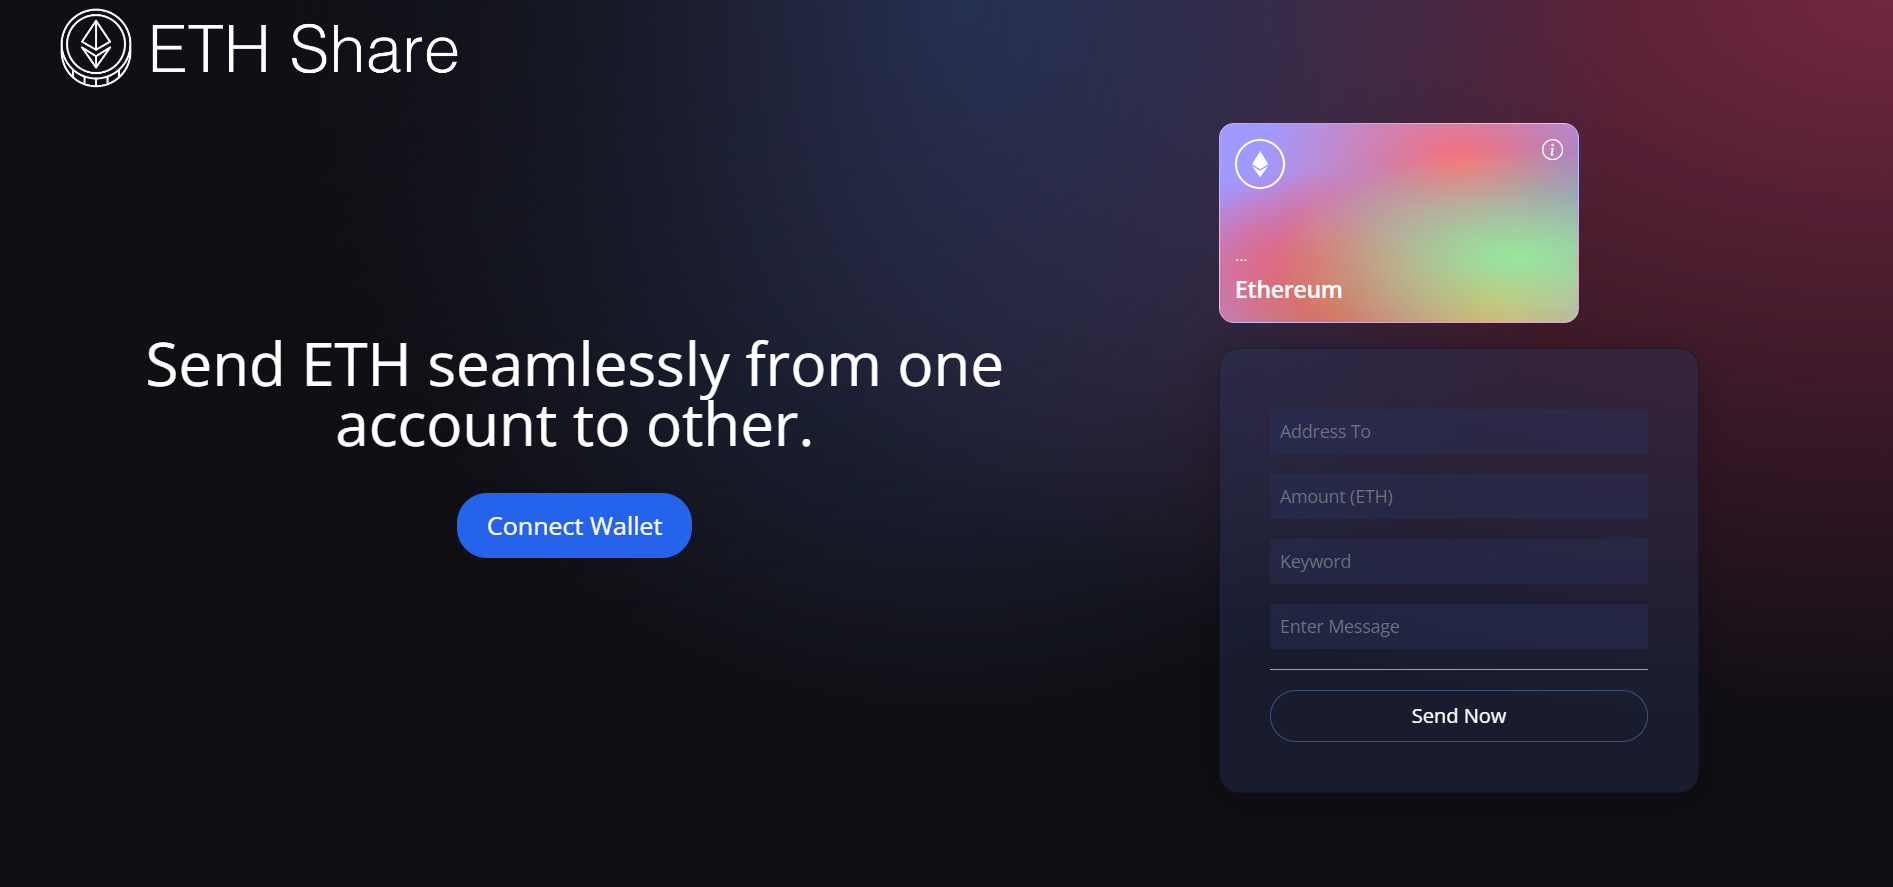 ETH Share
Send ETH seamlessly from one
account to other.
Connect Wallet
...
Ethereum
Address To
Amount (ETH)
Keyword
Enter Message
Send Now